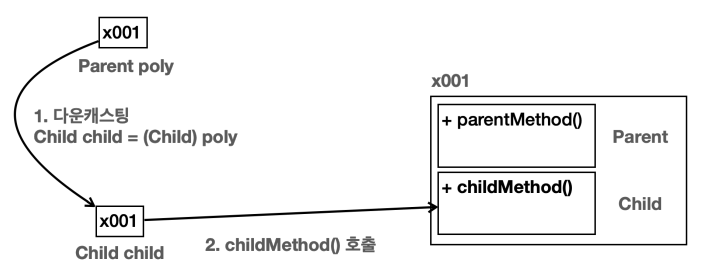 x001
Parent poly
x001
1. 다운캐스팅
Child child = (Child) poly
+ parentMethod()
Parent
+ childMethod()
Child
x001
Child child
2. childMethod() 호출